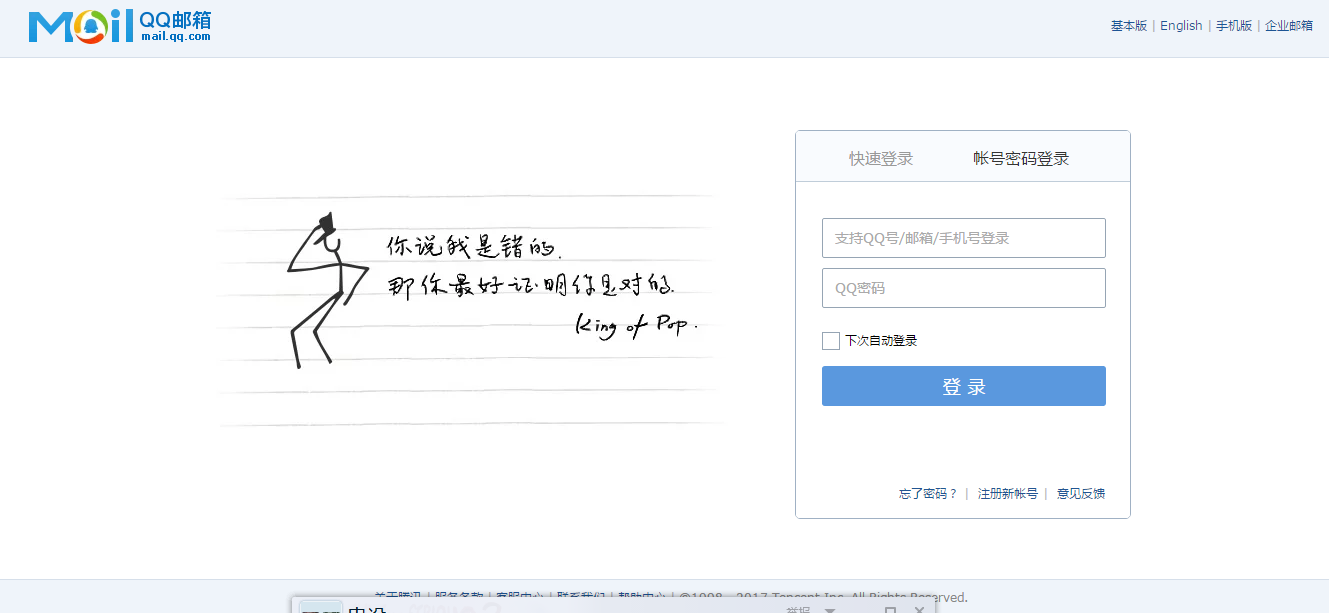 Mail QQ邮箱
mail.qq.com
基本版 | English | 手机版 | 企业邮箱
快速登录 帐号密码登录
你说我是错的.
那你最好证明你是对的.
King of Pop.
支持QQ号/邮箱/手机号登录
QQ密码
下次自动登录
登 录
忘了密码？ | 注册新帐号 | 意见反馈
关于腾讯 | 服务条款 | 客服中心 | 联系我们 | 帮助中心 | ©1998 - 2017 Tencent Inc. All Rights Reserved.
举报